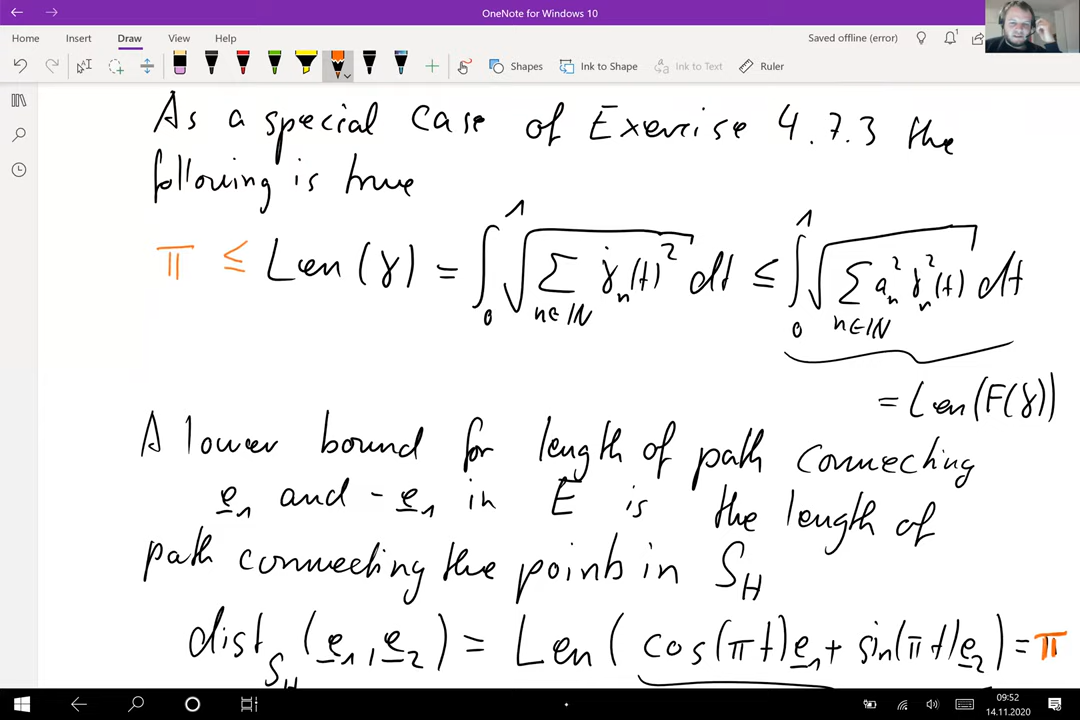 OneNote for Windows 10
Home Insert Draw View Help Saved offline (error)
Shapes Ink to Shape Ink to Text Ruler
As a special case of Exercise 4.7.3 the
following is true
π ≤ Len(γ) = ∫₀¹ √(∑_{n∈ℕ} γ̇ₙ(t)²) dt ≤ ∫₀¹ √(∑_{n∈ℕ} aₙ² γ̇ₙ²(t)) dt
= Len(F(γ))
A lower bound for length of path connecting
e₁ and -e₁ in E is the length of
path connecting the points in S_H
dist_{S_H}(e₁,e₂) = Len(cos(πt)e₁ + sin(πt)e₂) = π
09:52
14.11.2020